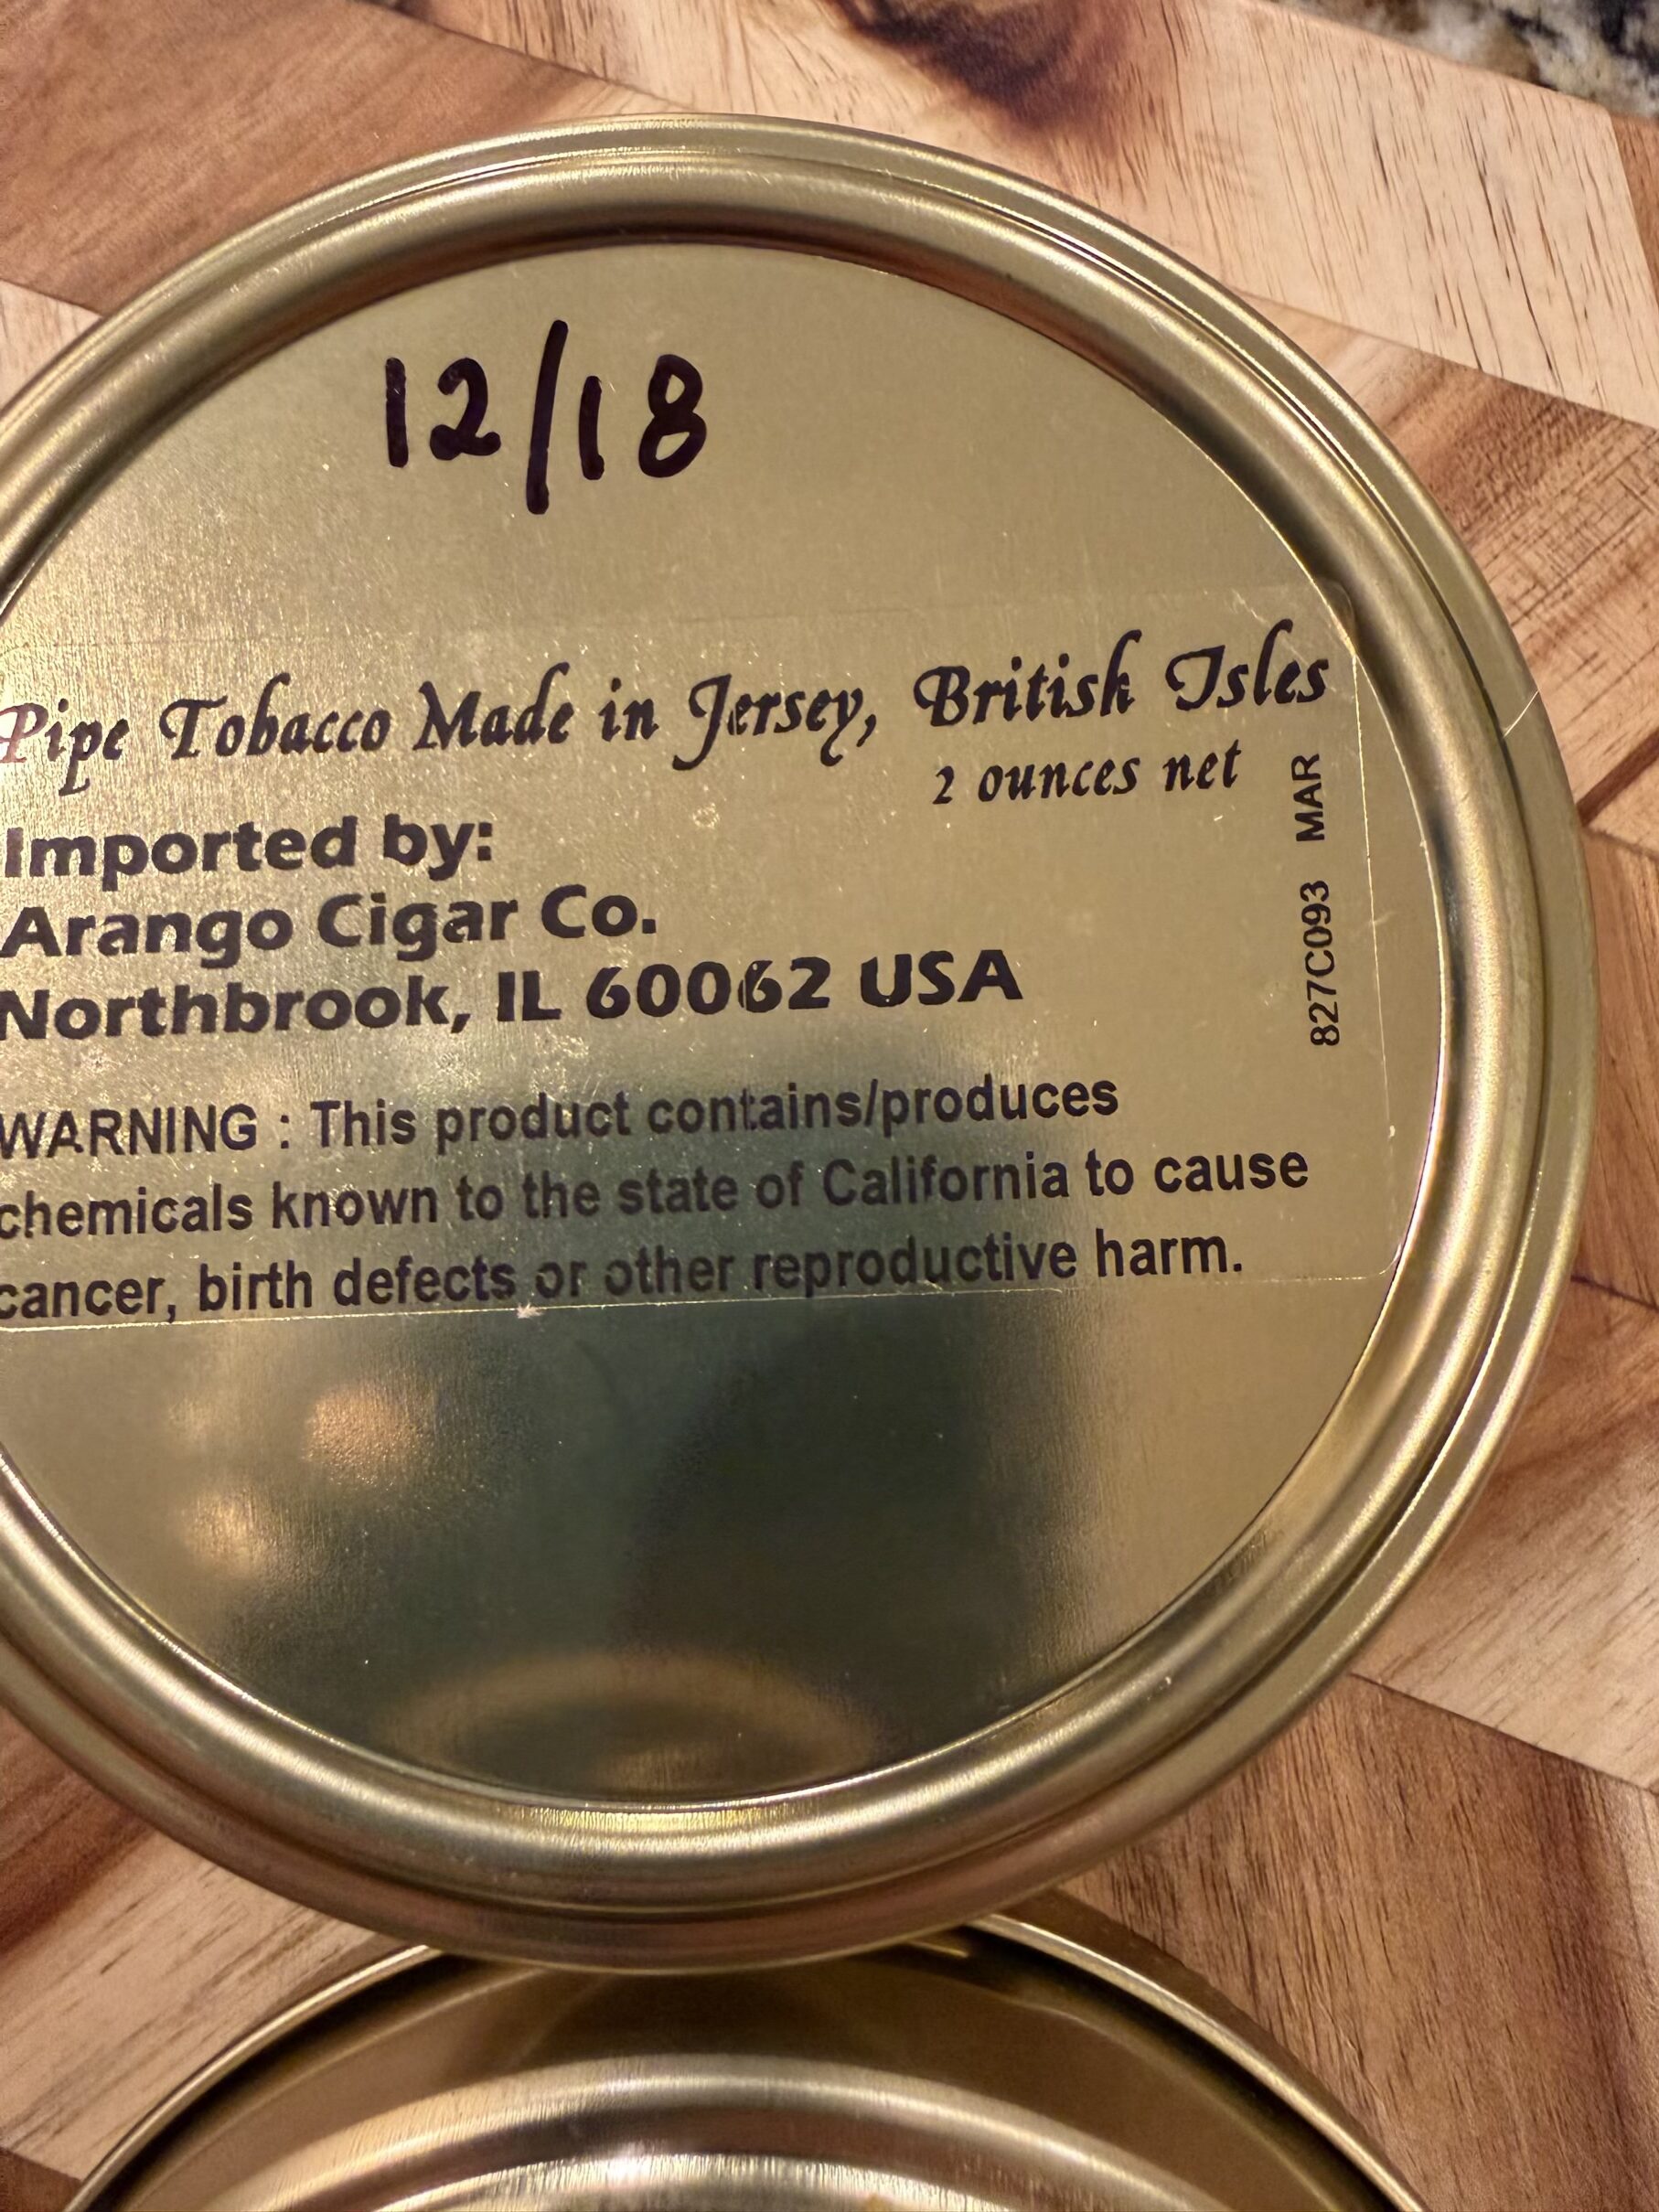 12/18
Pipe Tobacco Made in Jersey, British Isles
2 ounces net
Imported by:
Arango Cigar Co.
Northbrook, IL 60062 USA
827C093 MAR
WARNING : This product contains/produces
chemicals known to the state of California to cause
cancer, birth defects or other reproductive harm.